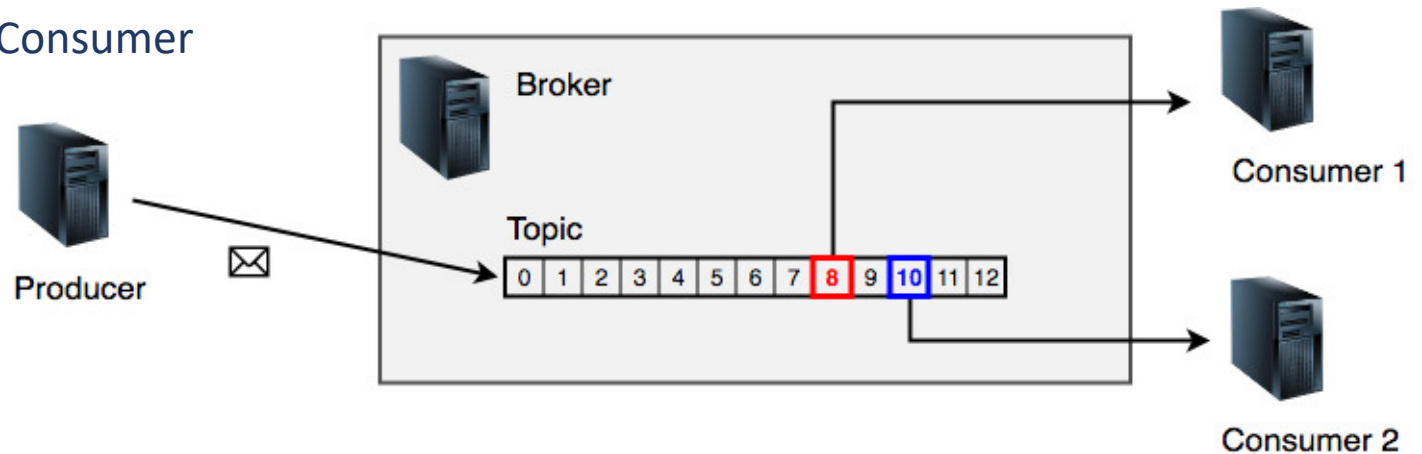 Consumer
Broker
Consumer 1
Topic
0 1 2 3 4 5 6 7 8 9 10 11 12
Producer
Consumer 2